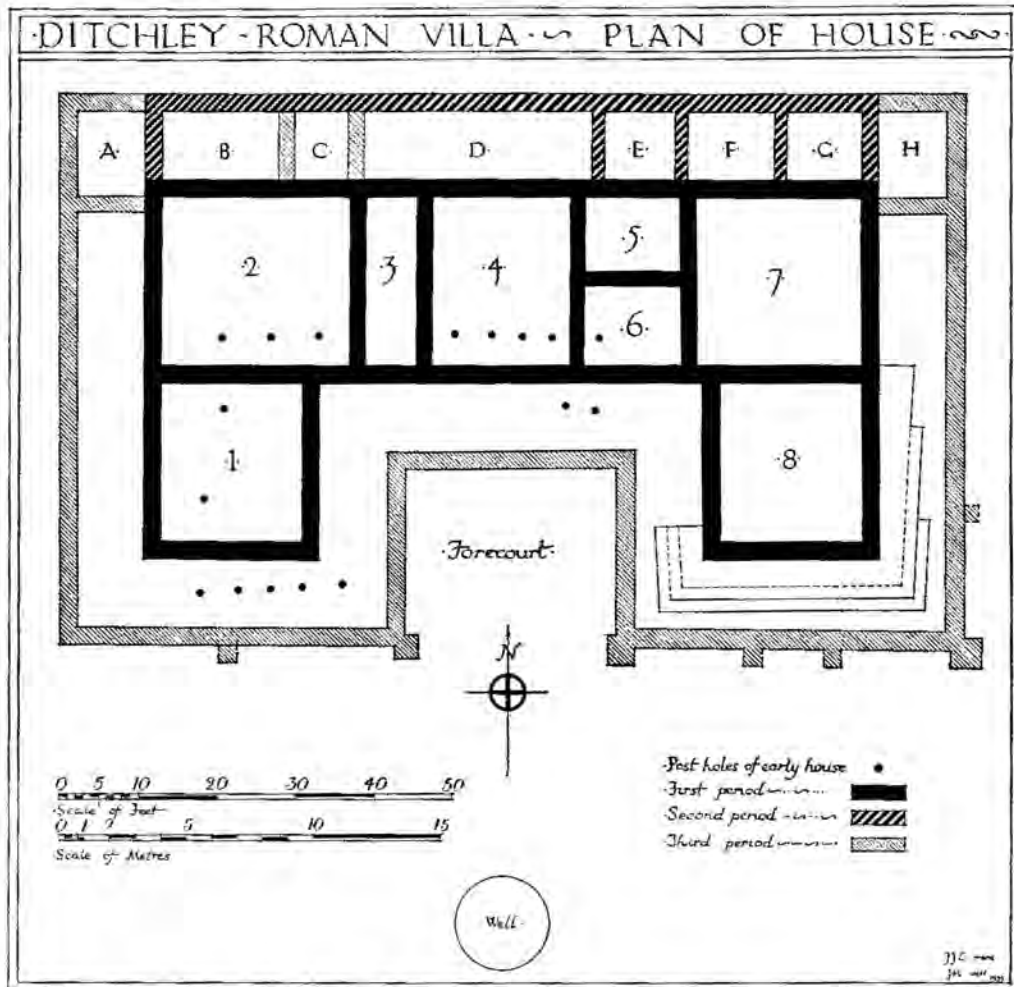 ·DITCHLEY-ROMAN VILLA·~ PLAN OF HOUSE·~~·
A· B· C· D· ·E· F· ·G· H
·2· 3 ·4· ·5· 7
·6·
·1· ·8·
·Forecourt·
N
0 5 10 20 30 40 50
·Scale of Feet
0 1 2 5 10 15
Scale of Metres
·Post holes of early house
·First period
·Second period
·Third period
Well·